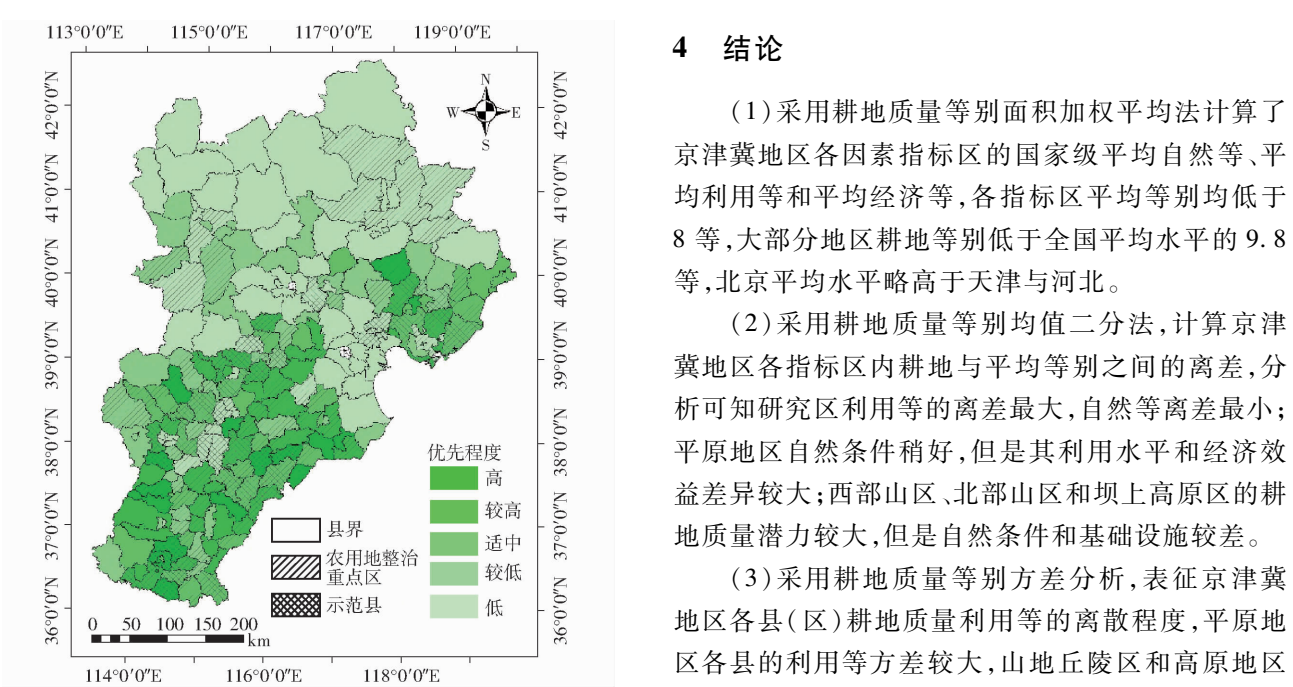 113°0′0″E 115°0′0″E 117°0′0″E 119°0′0″E
42°0′0″N
41°0′0″N
40°0′0″N
39°0′0″N
38°0′0″N
37°0′0″N
36°0′0″N
N
W E
S
42°0′0″N
41°0′0″N
40°0′0″N
39°0′0″N
38°0′0″N
37°0′0″N
36°0′0″N
优先程度
高
较高
适中
较低
低
县界
农用地整治
重点区
示范县
0 50 100 150 200
km
114°0′0″E 116°0′0″E 118°0′0″E
4 结论
(1)采用耕地质量等别面积加权平均法计算了
京津冀地区各因素指标区的国家级平均自然等、平
均利用等和平均经济等,各指标区平均等别均低于
8 等,大部分地区耕地等别低于全国平均水平的 9.8
等,北京平均水平略高于天津与河北。
(2)采用耕地质量等别均值二分法,计算京津
冀地区各指标区内耕地与平均等别之间的离差,分
析可知研究区利用等的离差最大,自然等离差最小;
平原地区自然条件稍好,但是其利用水平和经济效
益差异较大;西部山区、北部山区和坝上高原区的耕
地质量潜力较大,但是自然条件和基础设施较差。
(3)采用耕地质量等别方差分析,表征京津冀
地区各县(区)耕地质量利用等的离散程度,平原地
区各县的利用等方差较大,山地丘陵区和高原地区